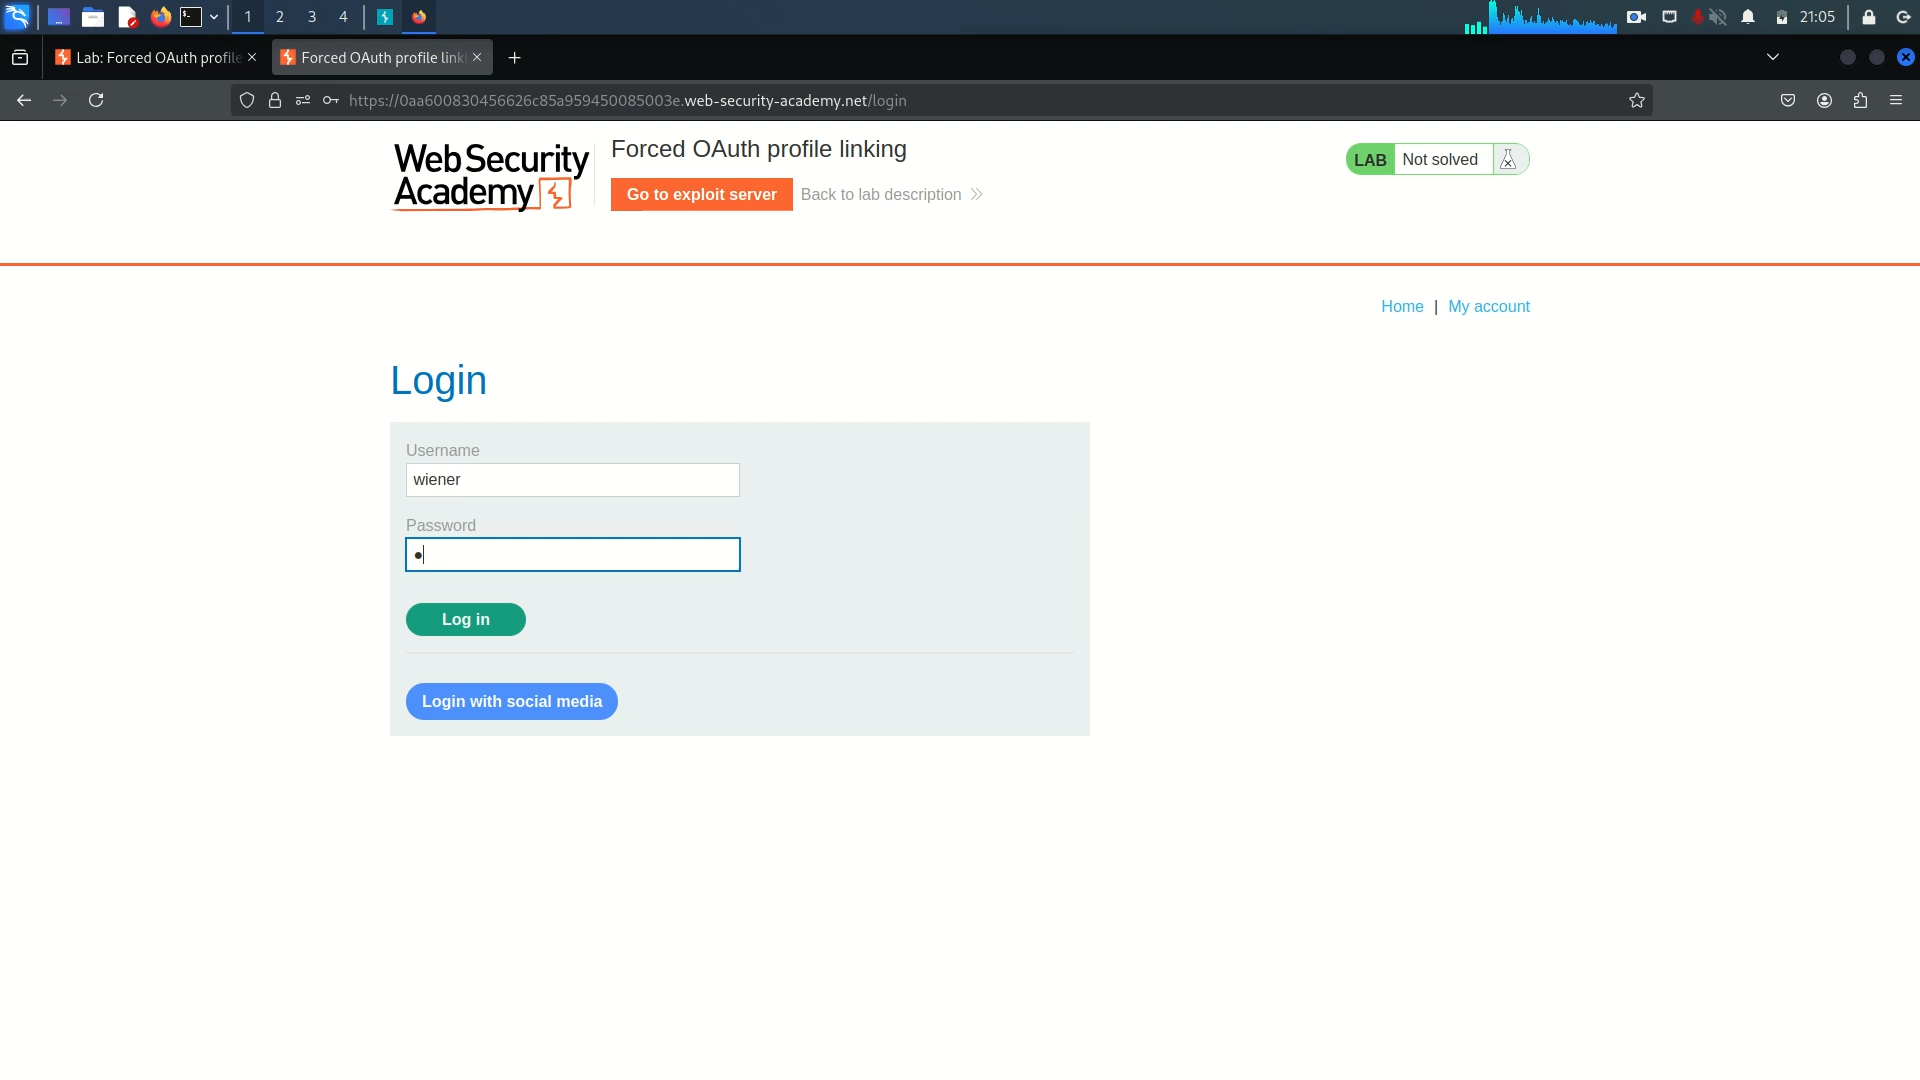 1 2 3 4 21:05
Lab: Forced OAuth profile Forced OAuth profile link
https://0aa600830456626c85a959450085003e.web-security-academy.net/login
Web Security
Academy
Forced OAuth profile linking
Go to exploit server Back to lab description
LAB Not solved
Home | My account
Login
Username
wiener
Password
Log in
Login with social media